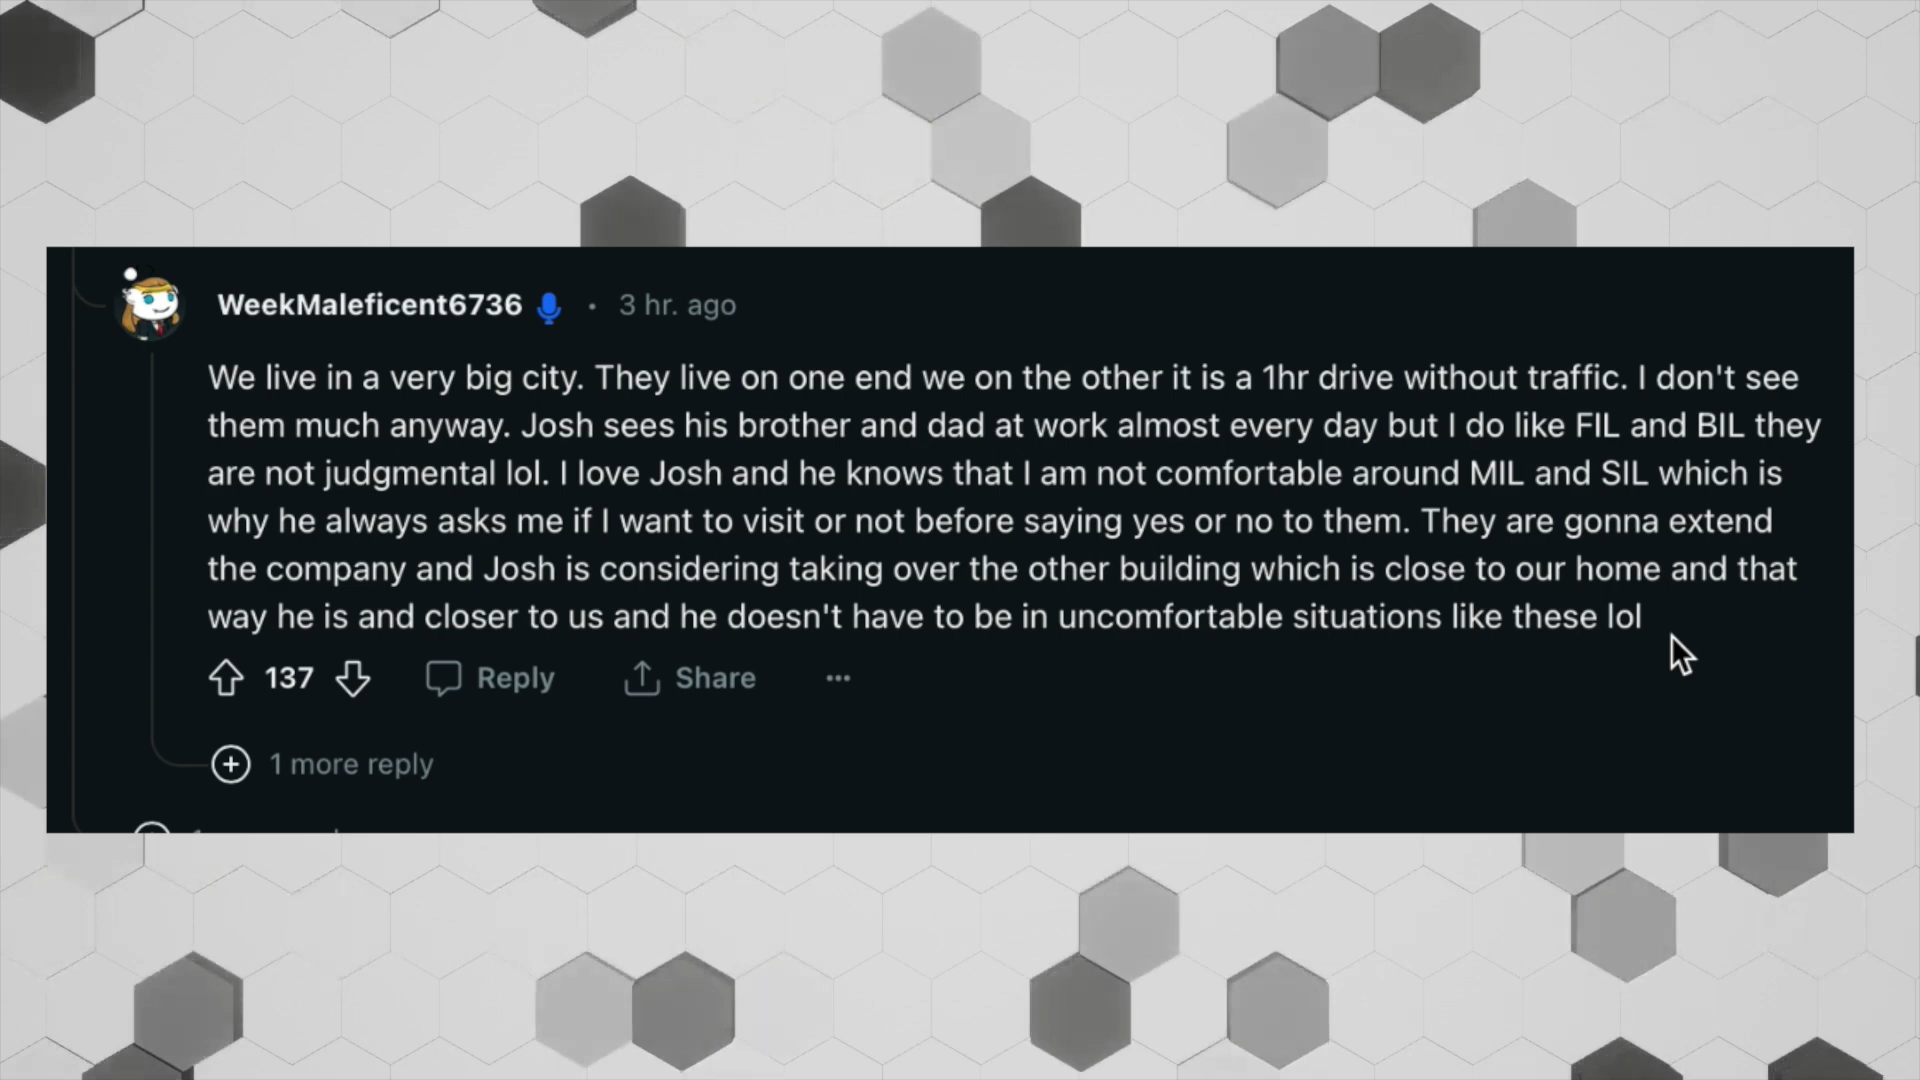 WeekMaleficent6736 • 3 hr. ago
We live in a very big city. They live on one end we on the other it is a 1hr drive without traffic. I don't see
them much anyway. Josh sees his brother and dad at work almost every day but I do like FIL and BIL they
are not judgmental lol. I love Josh and he knows that I am not comfortable around MIL and SIL which is
why he always asks me if I want to visit or not before saying yes or no to them. They are gonna extend
the company and Josh is considering taking over the other building which is close to our home and that
way he is and closer to us and he doesn't have to be in uncomfortable situations like these lol
137 Reply Share ...
1 more reply